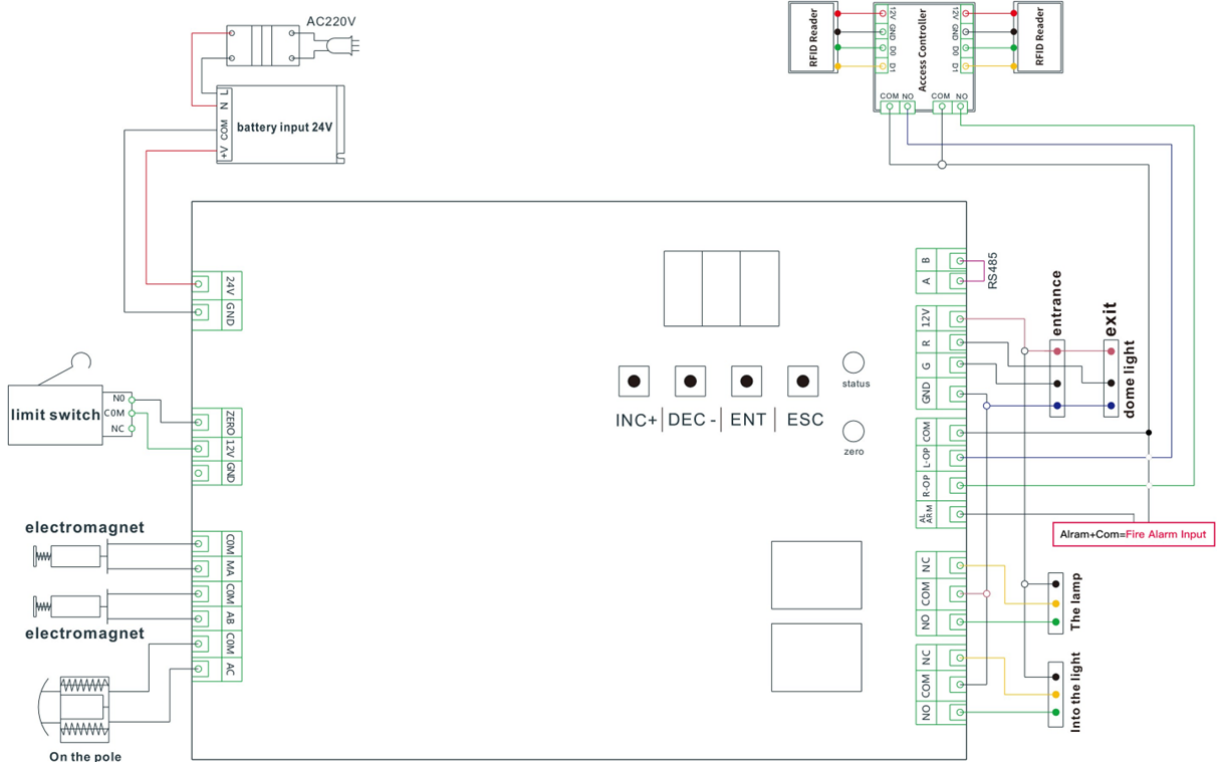 AC220V
L
N
COM
+V
battery input 24V
RFID Reader
12V
GND
D0
D1
Access Controller
12V
GND
D0
D1
RFID Reader
COM NO
COM NO
24V
GND
limit switch
N0
C0M
NC
ZERO
12V
GND
electromagnet
electromagnet
C0M
MA
C0M
AB
C0M
AC
On the pole
INC+
DEC -
ENT
ESC
status
zero
B
A
RS485
12V
R
G
GND
COM
L-OP
R-OP
AL
ARM
NC
COM
NO
NC
COM
NO
entrance
exit
dome light
Alram+Com=Fire Alarm Input
The lamp
Into the light